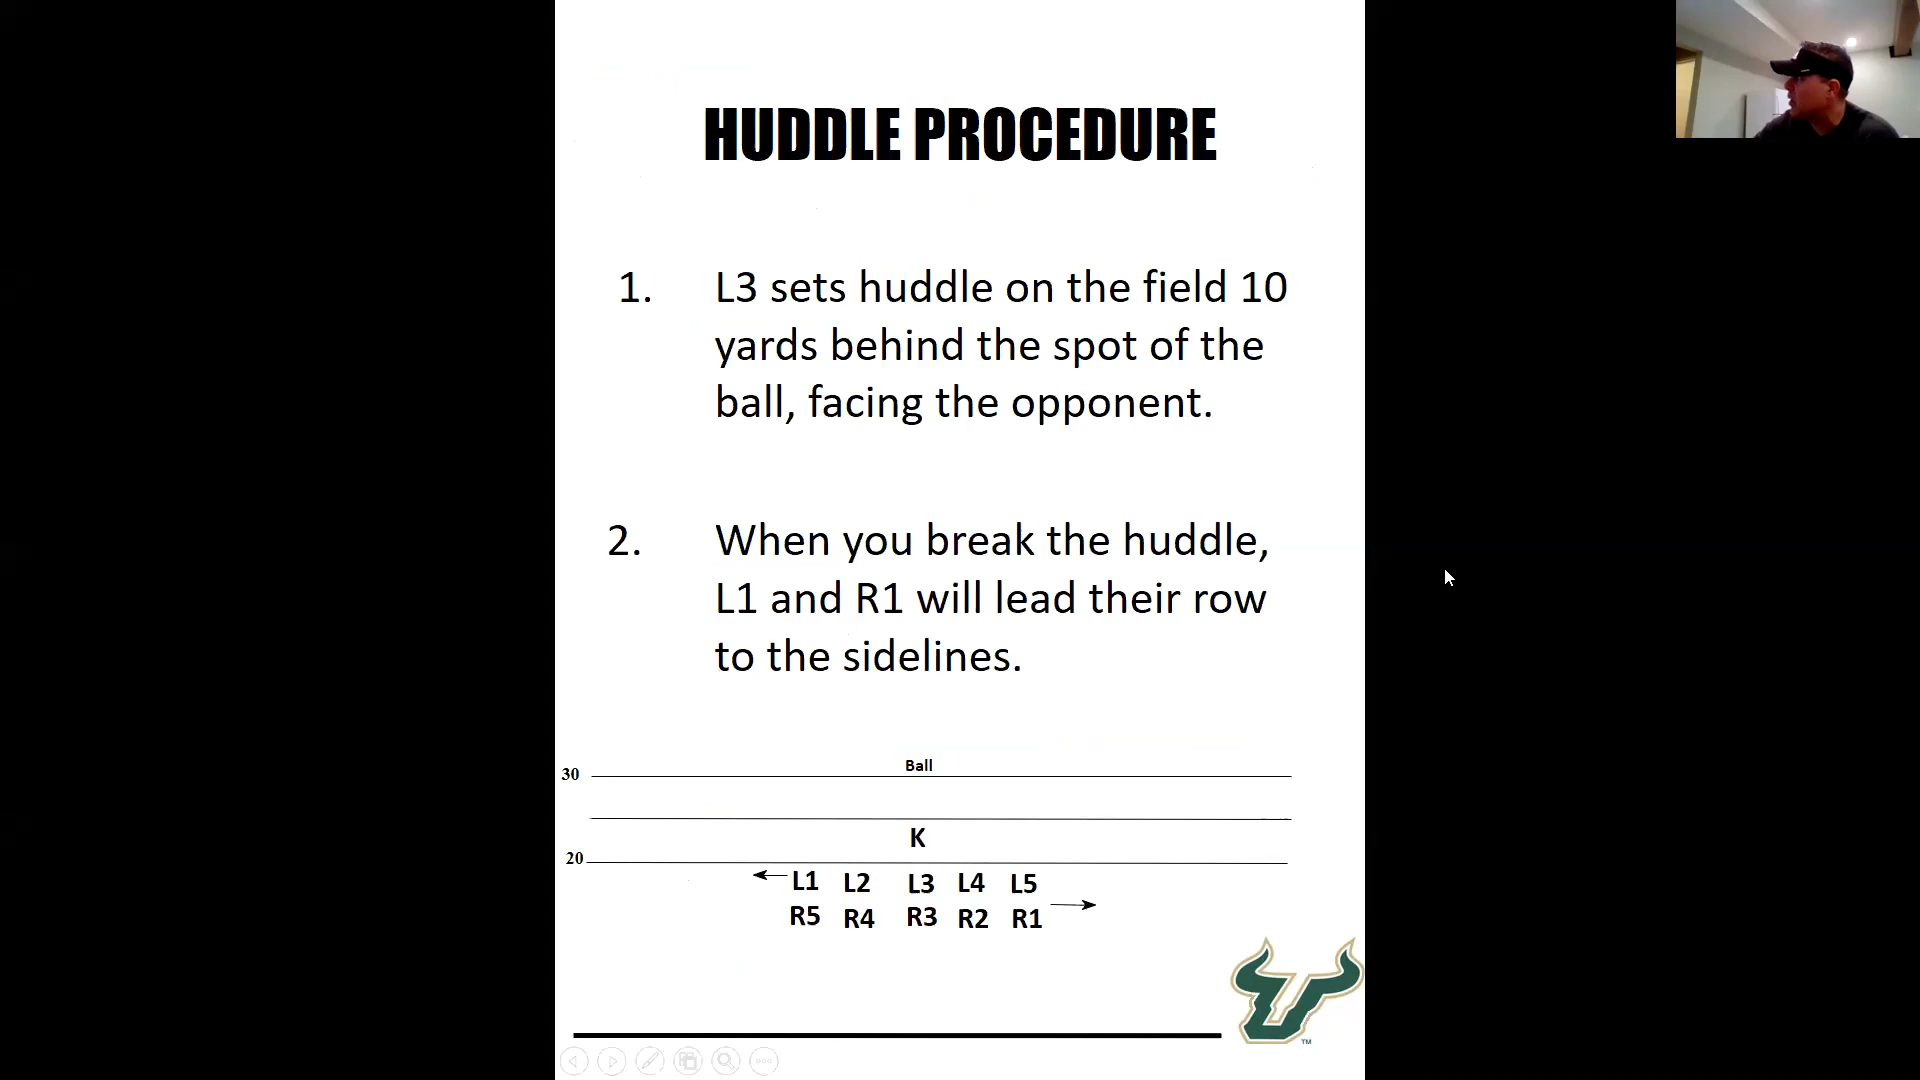 HUDDLE PROCEDURE
1. L3 sets huddle on the field 10
yards behind the spot of the
ball, facing the opponent.
2. When you break the huddle,
L1 and R1 will lead their row
to the sidelines.
Ball
30
K
20
L1 L2 L3 L4 L5
R5 R4 R3 R2 R1
TM